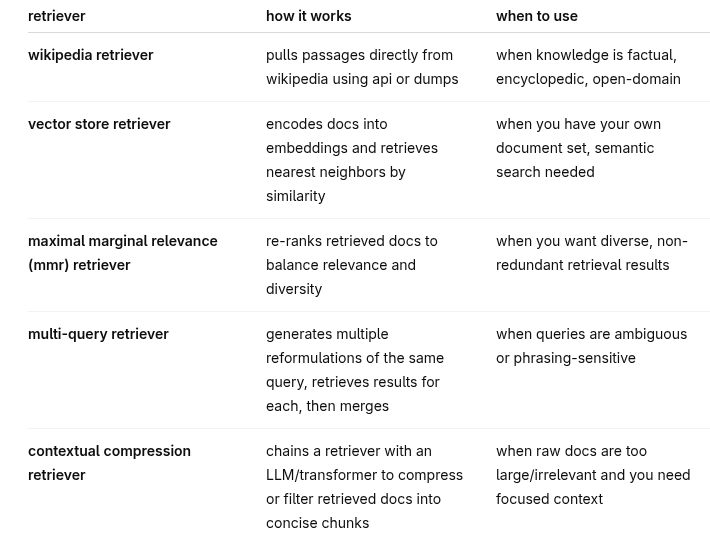 retriever how it works when to use
wikipedia retriever pulls passages directly from when knowledge is factual,
wikipedia using api or dumps encyclopedic, open-domain
vector store retriever encodes docs into when you have your own
embeddings and retrieves document set, semantic
nearest neighbors by search needed
similarity
maximal marginal relevance re-ranks retrieved docs to when you want diverse, non-
(mmr) retriever balance relevance and redundant retrieval results
diversity
multi-query retriever generates multiple when queries are ambiguous
reformulations of the same or phrasing-sensitive
query, retrieves results for
each, then merges
contextual compression chains a retriever with an when raw docs are too
retriever LLM/transformer to compress large/irrelevant and you need
or filter retrieved docs into focused context
concise chunks